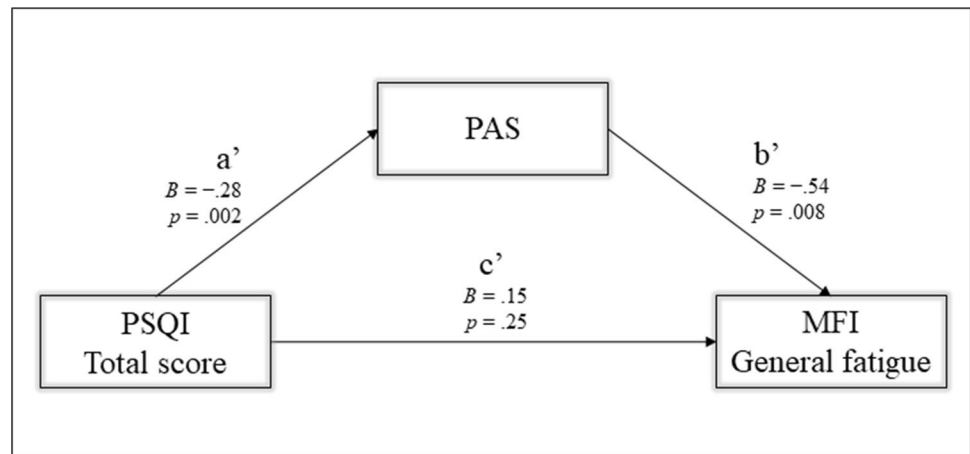 PAS
a’
B = −.28
p = .002
b’
B = −.54
p = .008
c’
B = .15
p = .25
PSQI
Total score
MFI
General fatigue